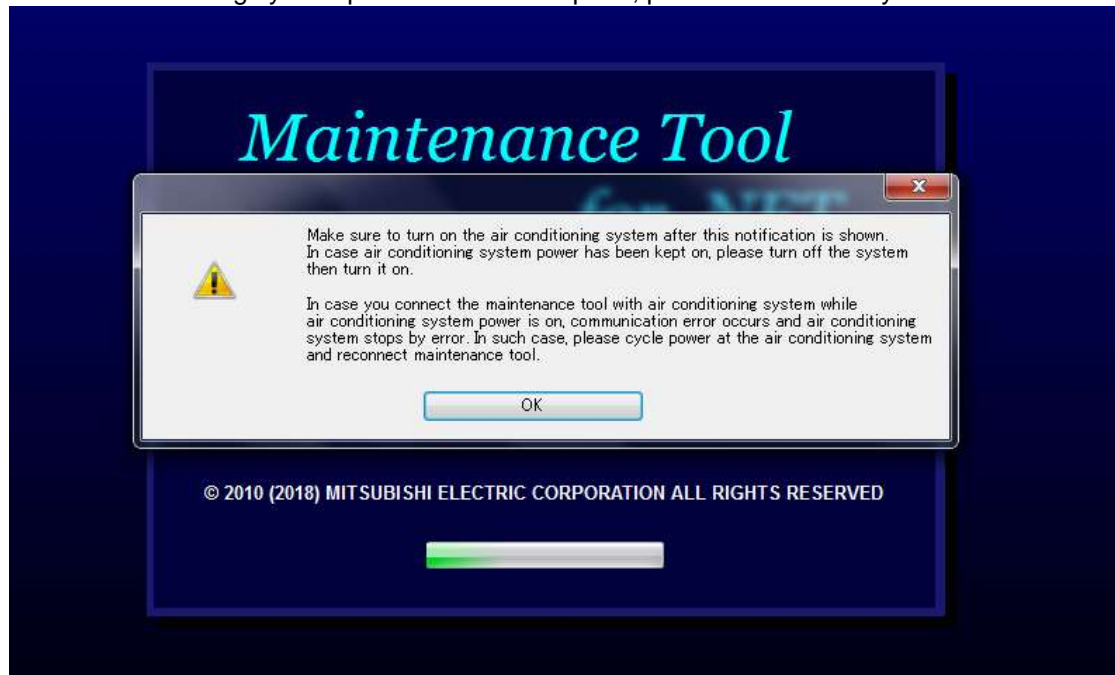 Maintenance Tool
for .NET
Make sure to turn on the air conditioning system after this notification is shown.
In case air conditioning system power has been kept on, please turn off the system
then turn it on.
In case you connect the maintenance tool with air conditioning system while
air conditioning system power is on, communication error occurs and air conditioning
system stops by error. In such case, please cycle power at the air conditioning system
and reconnect maintenance tool.
OK
© 2010 (2018) MITSUBISHI ELECTRIC CORPORATION ALL RIGHTS RESERVED